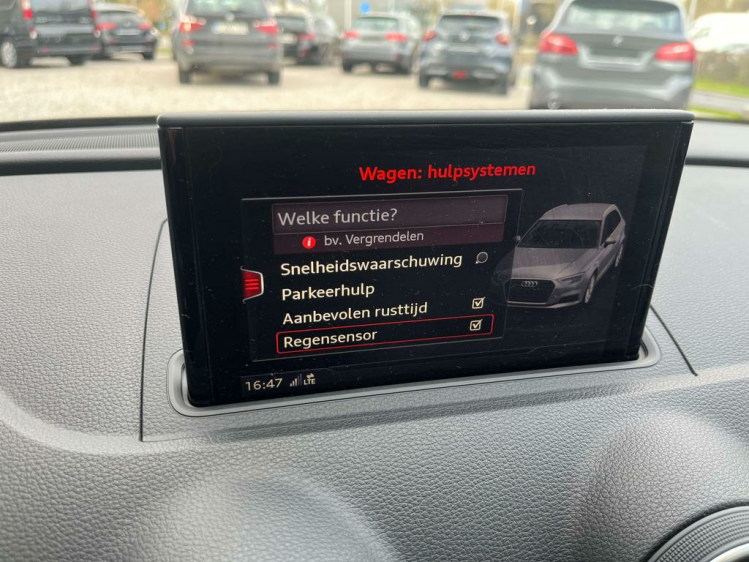 Wagen: hulpsystemen
Welke functie?
i bv. Vergrendelen
Snelheidswaarschuwing
Parkeerhulp
Aanbevolen rusttijd
Regensensor
16:47 LTE